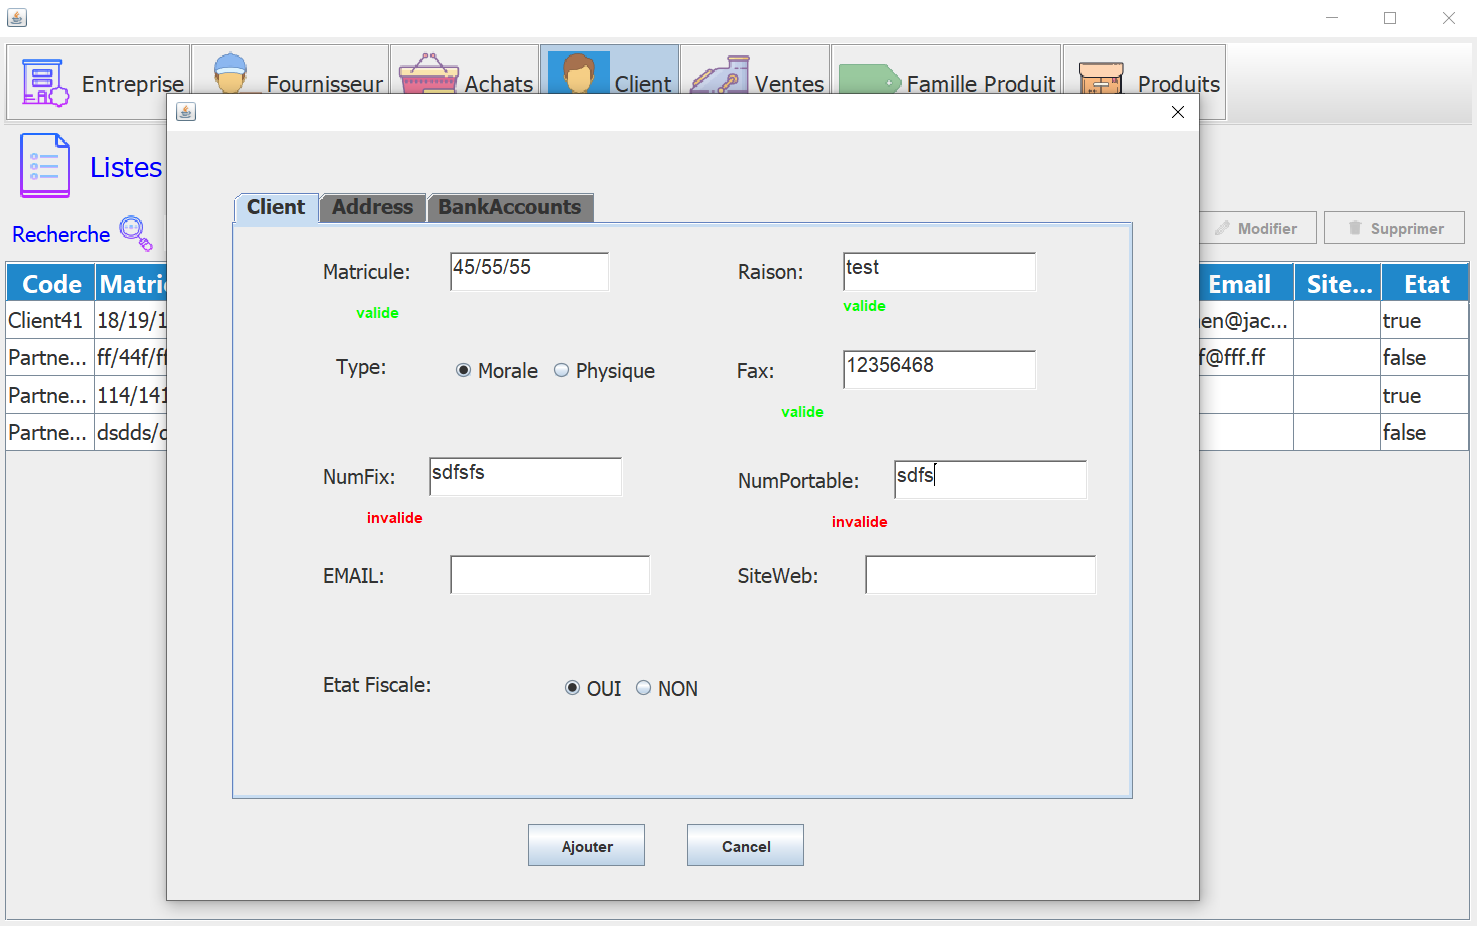 Entreprise Fournisseur Achats Client Ventes Famille Produit Produits
Listes
Recherche
Modifier Supprimer
Client Address BankAccounts
Matricule: 45/55/55 Raison: test
valide valide
Type: Morale Physique Fax: 12356468
valide
NumFix: sdfsfs NumPortable: sdfs
invalide invalide
EMAIL: SiteWeb:
Etat Fiscale: OUI NON
Ajouter Cancel
Code Matri Email Site... Etat
Client41 18/19/1 en@jac... true
Partne... ff/44f/ff f@fff.ff false
Partne... 114/141 true
Partne... dsdds/c false